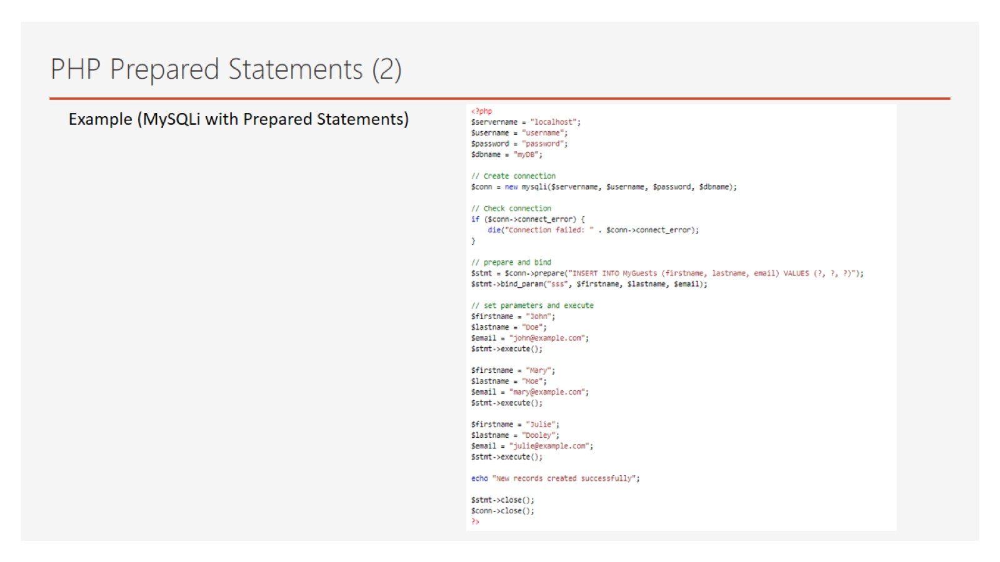 PHP Prepared Statements (2)
Example (MySQLi with Prepared Statements)
<?php
$servername = "localhost";
$username = "username";
$password = "password";
$dbname = "myDB";
// Create connection
$conn = new mysqli($servername, $username, $password, $dbname);
// Check connection
if ($conn->connect_error) {
    die("Connection failed: " . $conn->connect_error);
}
// prepare and bind
$stmt = $conn->prepare("INSERT INTO MyGuests (firstname, lastname, email) VALUES (?, ?, ?)");
$stmt->bind_param("sss", $firstname, $lastname, $email);
// set parameters and execute
$firstname = "John";
$lastname = "Doe";
$email = "john@example.com";
$stmt->execute();
$firstname = "Mary";
$lastname = "Moe";
$email = "mary@example.com";
$stmt->execute();
$firstname = "Julie";
$lastname = "Dooley";
$email = "julie@example.com";
$stmt->execute();
echo "New records created successfully";
$stmt->close();
$conn->close();
?>